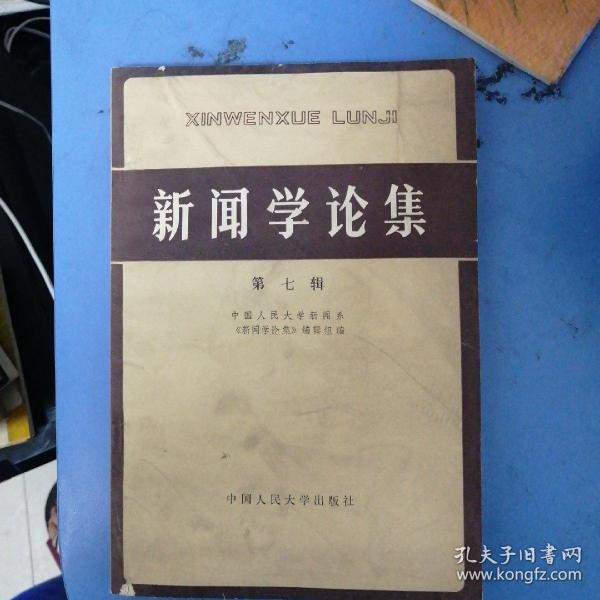 XINWENXUE LUNJI
新闻学论集
第七辑
中国人民大学新闻系
《新闻学论集》编辑组编
中国人民大学出版社
孔夫子旧书网
www.kongfz.com